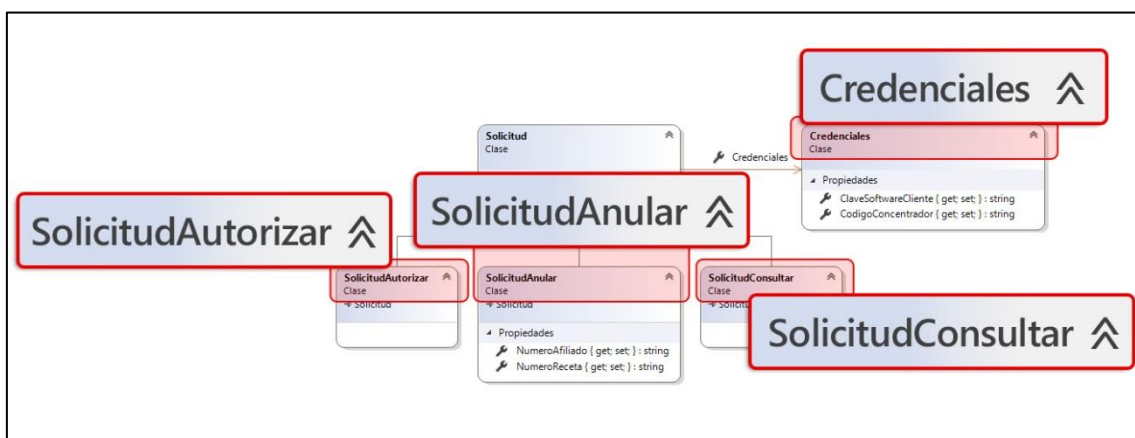 Credenciales
Solicitud
Clase
Credenciales
Credenciales
Clase
Propiedades
ClaveSoftwareCliente { get; set; } : string
CodigoConcentrador { get; set; } : string
SolicitudAutorizar
SolicitudAnular
SolicitudAutorizar
Clase
Solicitud
SolicitudAnular
Clase
Solicitud
Propiedades
NumeroAfiliado { get; set; } : string
NumeroReceta { get; set; } : string
SolicitudConsultar
Clase
SolicitudConsultar